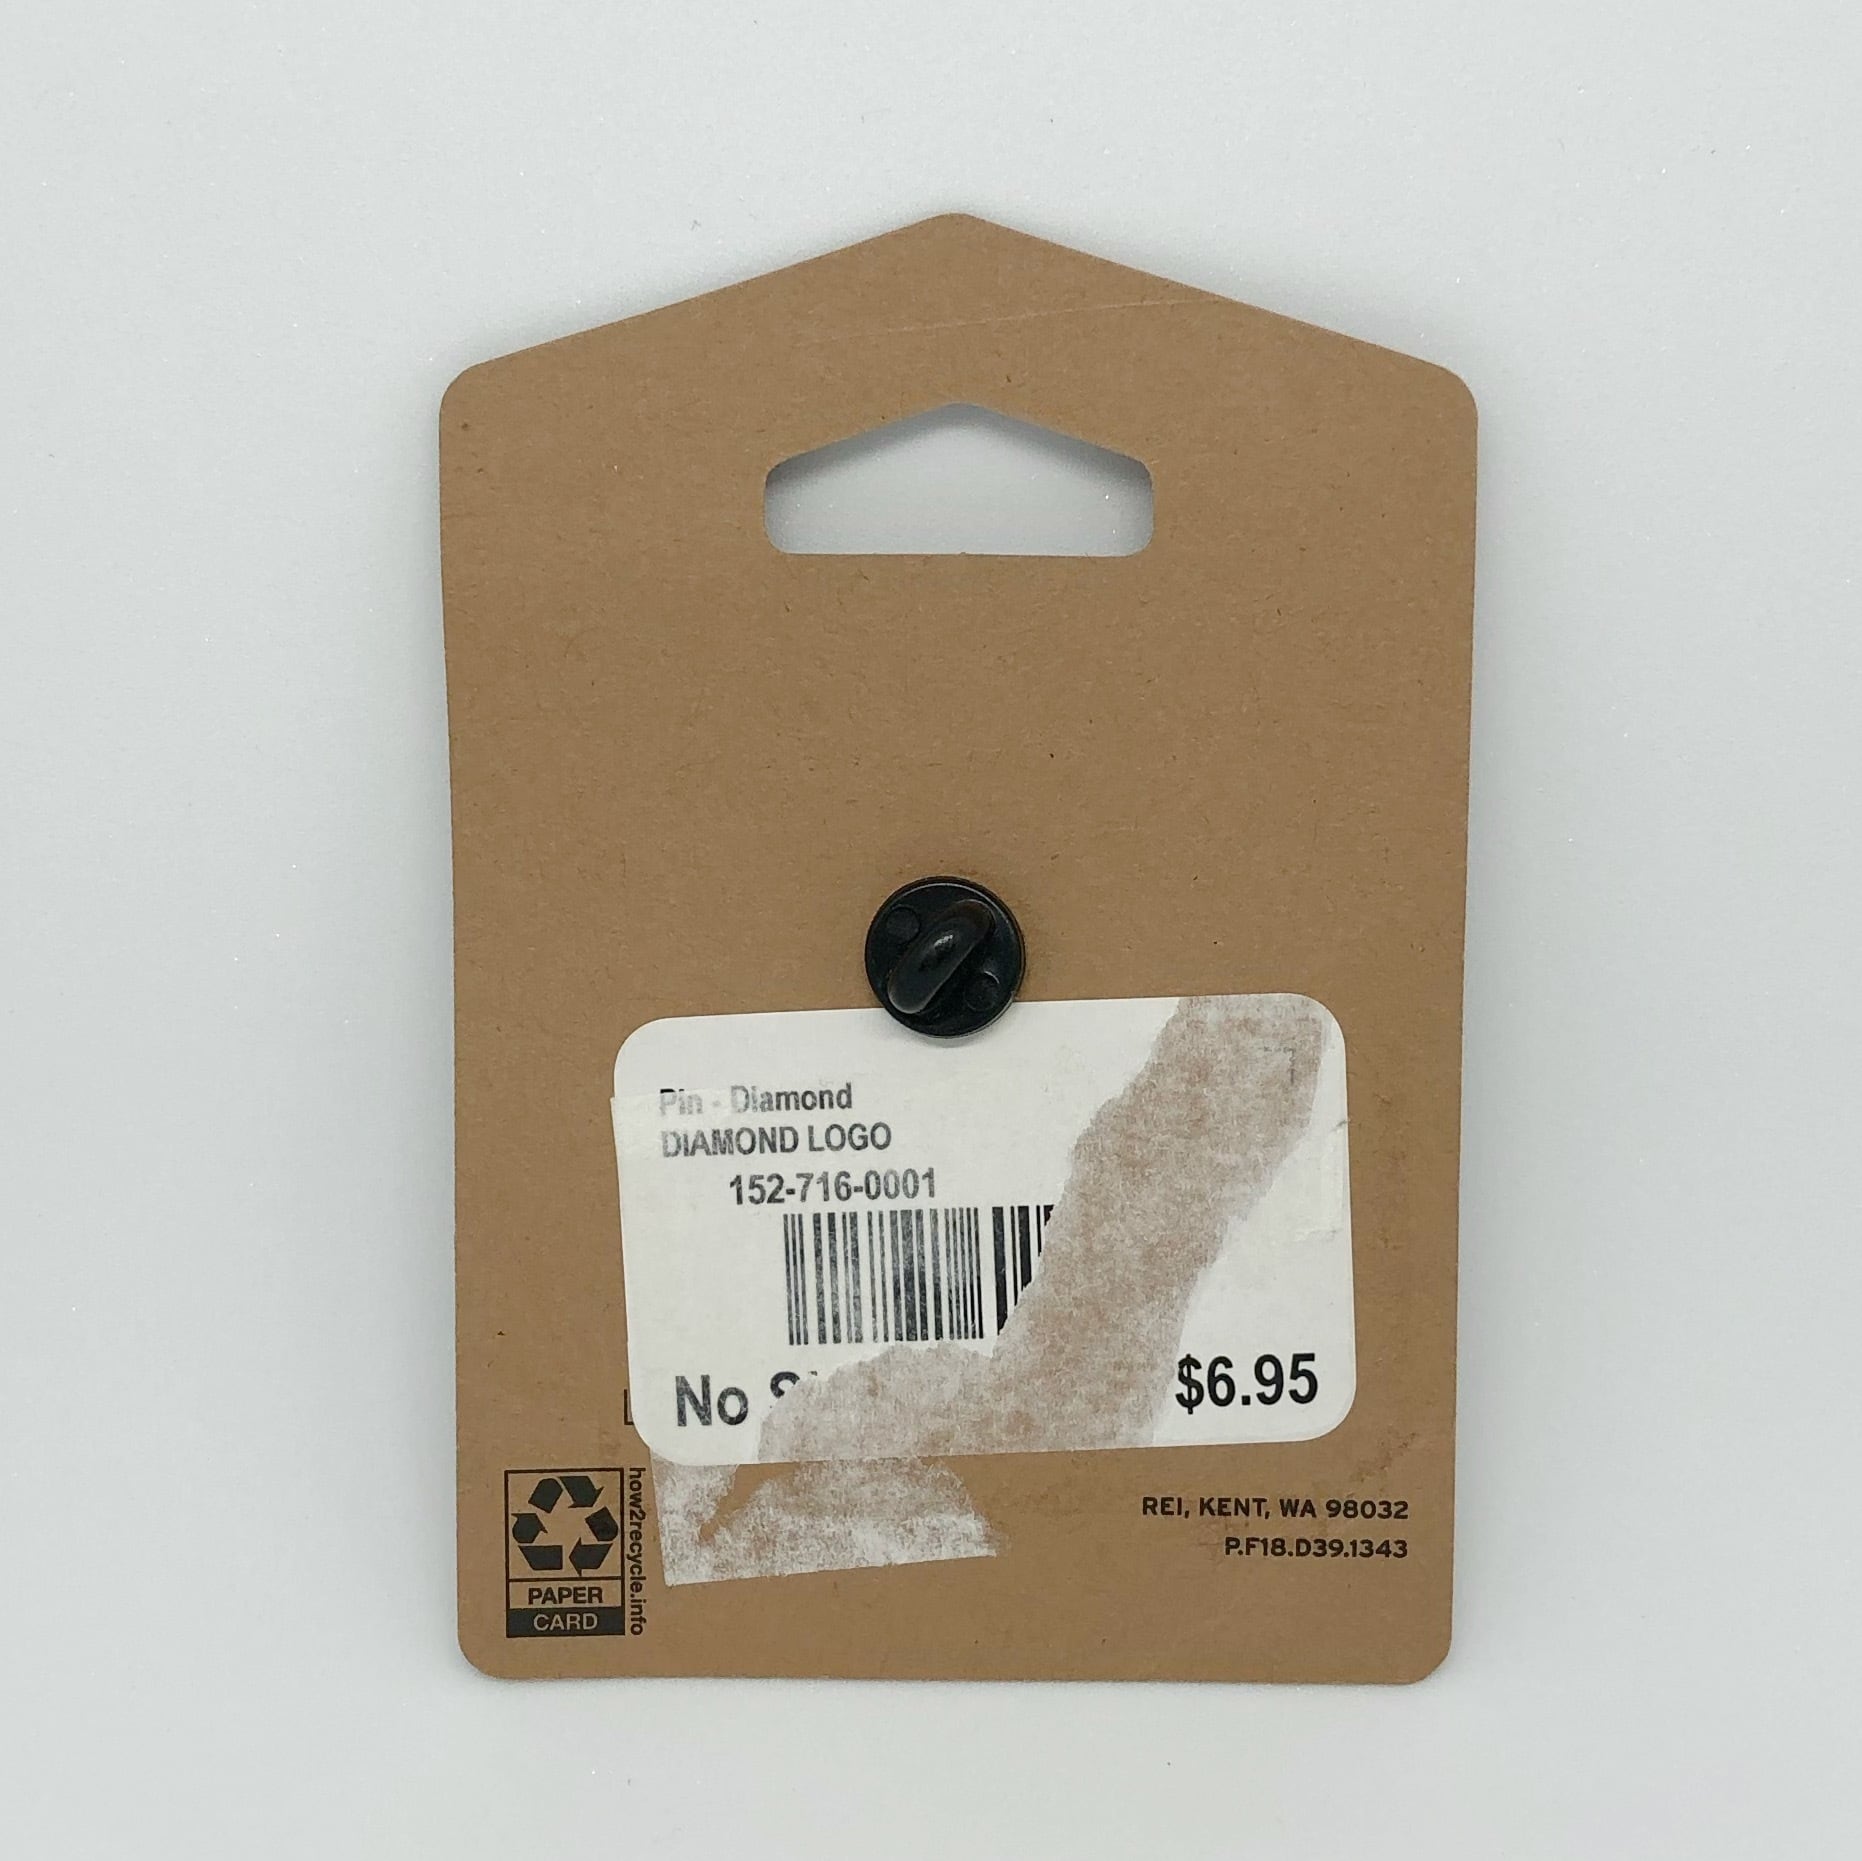 Pin - Diamond
DIAMOND LOGO
152-716-0001
No
$6.95
how2recycle.info
PAPER
CARD
REI, KENT, WA 98032
P.F18.D39.1343